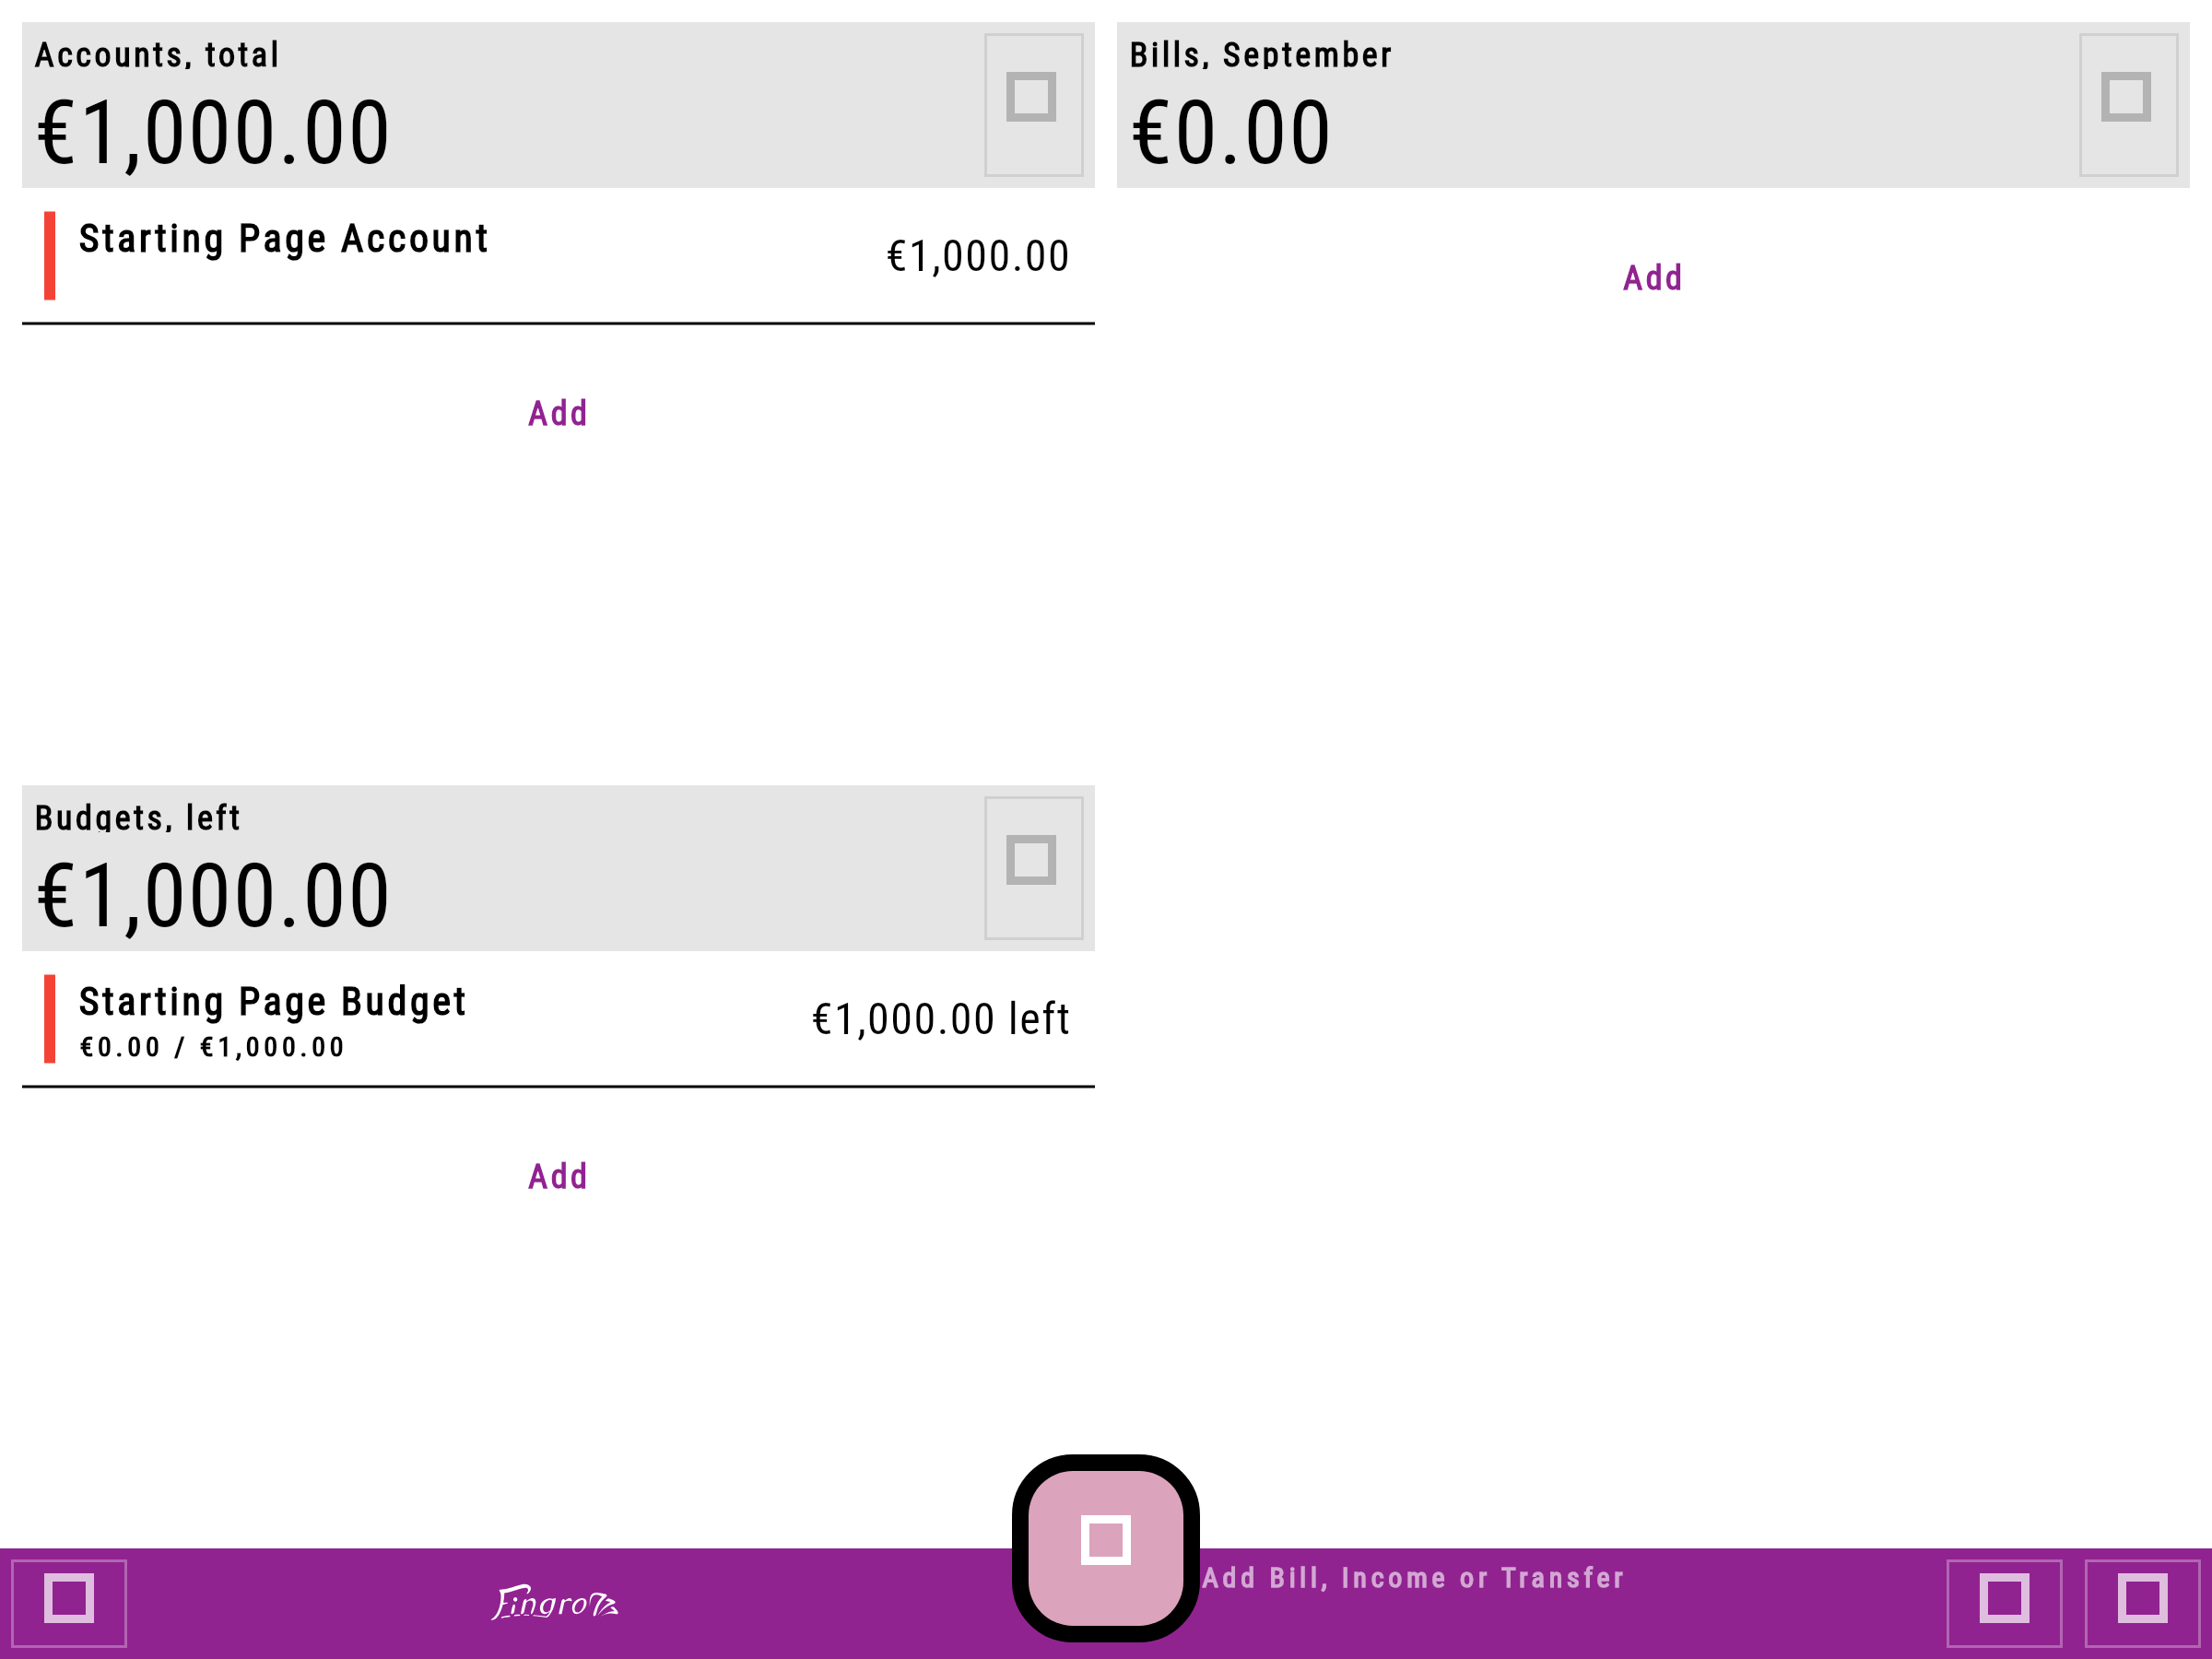 Accounts, total
€1,000.00
Starting Page Account
€1,000.00
Add
Bills, September
€0.00
Add
Budgets, left
€1,000.00
Starting Page Budget
€0.00 / €1,000.00
€1,000.00 left
Add
Add Bill, Income or Transfer